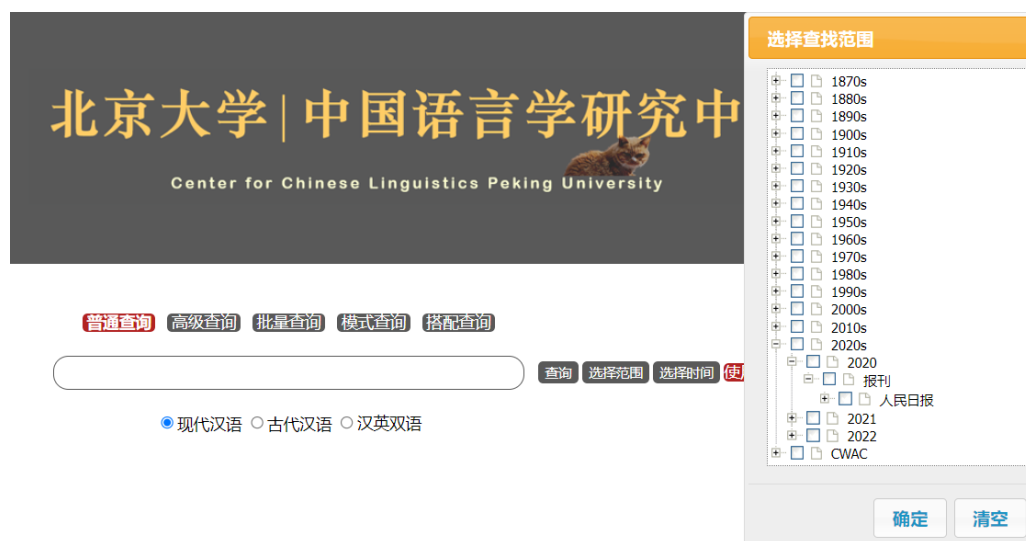 北京大学|中国语言学研究中
Center for Chinese Linguistics Peking University
普通查询 高级查询 批量查询 模式查询 搭配查询
查询 选择范围 选择时间 使
现代汉语 古代汉语 汉英双语
选择查找范围
1870s
1880s
1890s
1900s
1910s
1920s
1930s
1940s
1950s
1960s
1970s
1980s
1990s
2000s
2010s
2020s
2020
报刊
人民日报
2021
2022
CWAC
确定 清空